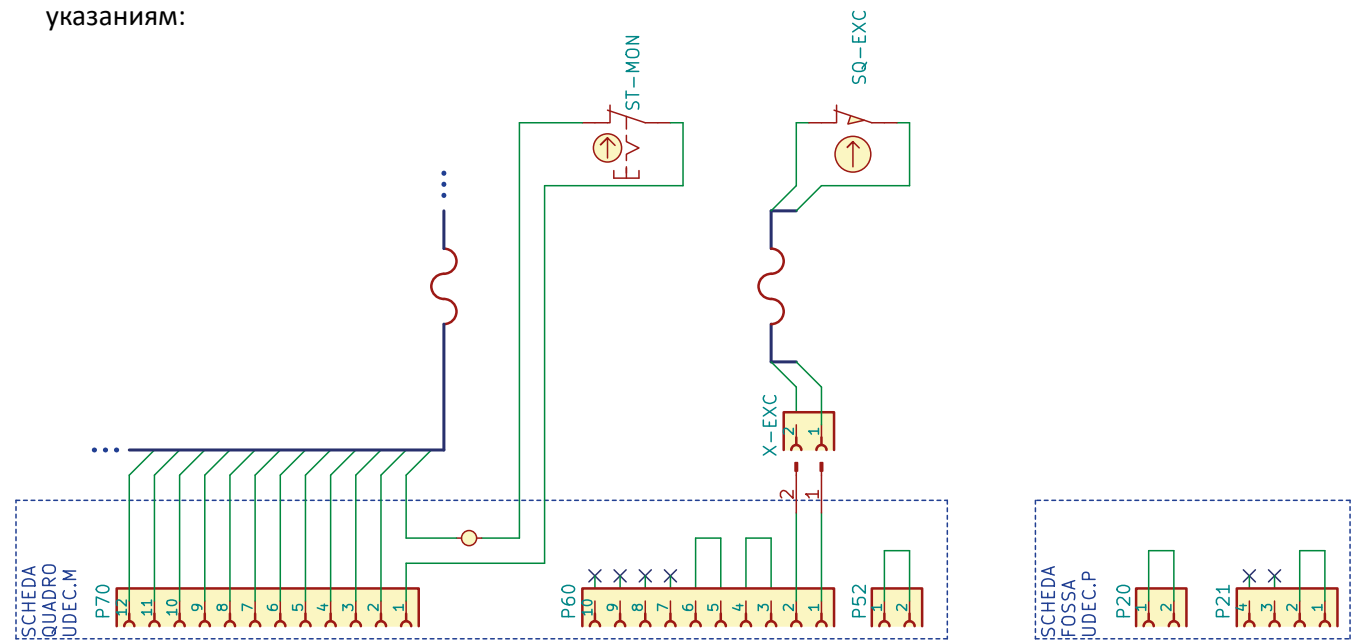 указаниям:
ST-MON
SQ-EXC
X-EXC
2
1
2
1
SCHEDA
QUADRO
UDEC.M
P70
12
11
10
9
8
7
6
5
4
3
2
1
P60
10
9
8
7
6
5
4
3
2
1
P52
1
2
SCHEDA
FOSSA
UDEC.P
P20
1
2
P21
4
3
2
1